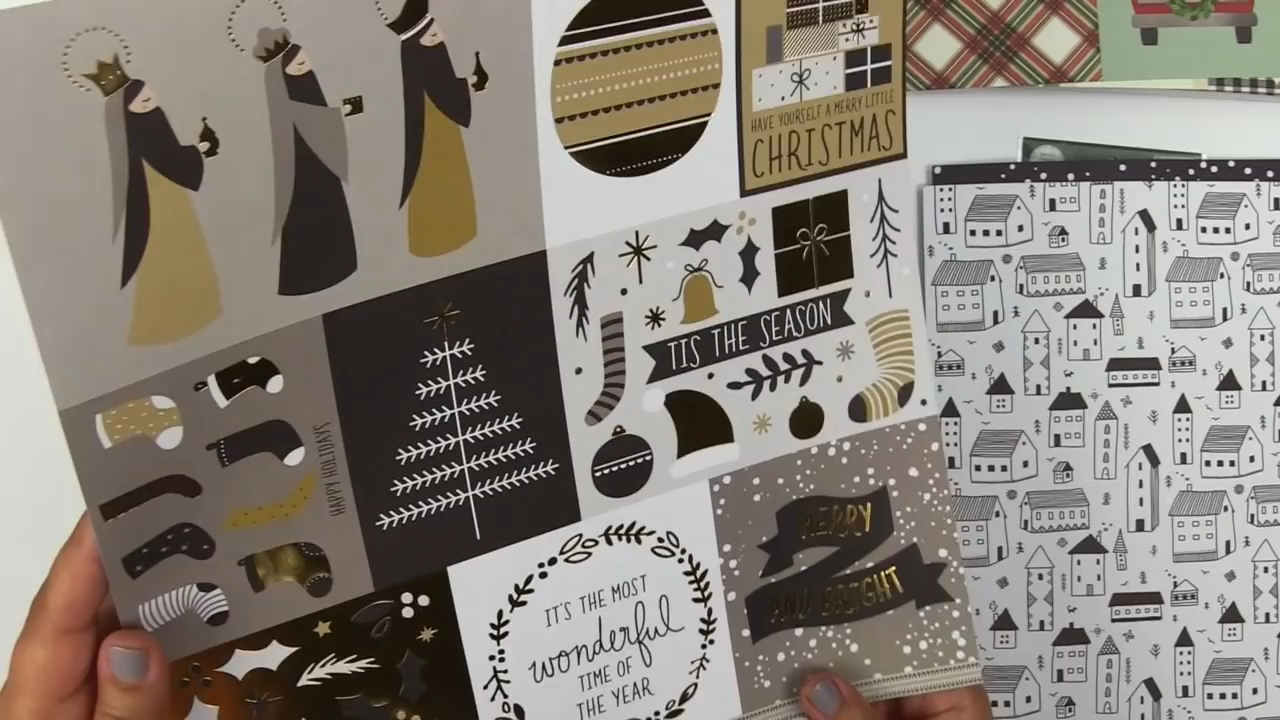 HAVE YOURSELF A MERRY LITTLE
CHRISTMAS
TIS THE SEASON
HAPPY HOLIDAYS
MERRY
AND BRIGHT
IT'S THE MOST
wonderful
TIME OF
THE YEAR